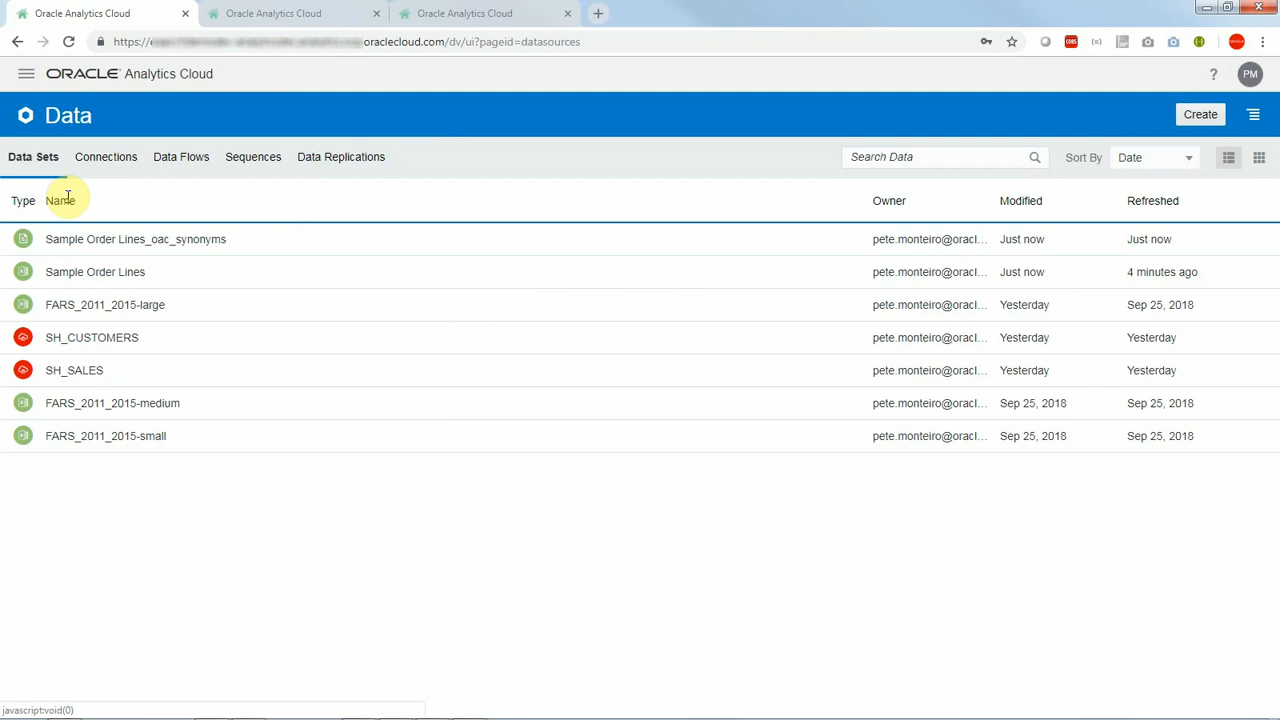 Oracle Analytics Cloud
Oracle Analytics Cloud
Oracle Analytics Cloud
https:// oraclecloud.com/dv/ui?pageid=datasources
ORACLE Analytics Cloud
?
PM
Data
Create
Data Sets
Connections
Data Flows
Sequences
Data Replications
Search Data
Sort By
Date
Type Name Owner Modified Refreshed
Sample Order Lines_oac_synonyms pete.monteiro@oracl... Just now Just now
Sample Order Lines pete.monteiro@oracl... Just now 4 minutes ago
FARS_2011_2015-large pete.monteiro@oracl... Yesterday Sep 25, 2018
SH_CUSTOMERS pete.monteiro@oracl... Yesterday Yesterday
SH_SALES pete.monteiro@oracl... Yesterday Yesterday
FARS_2011_2015-medium pete.monteiro@oracl... Sep 25, 2018 Sep 25, 2018
FARS_2011_2015-small pete.monteiro@oracl... Sep 25, 2018 Sep 25, 2018
javascript:void(0)